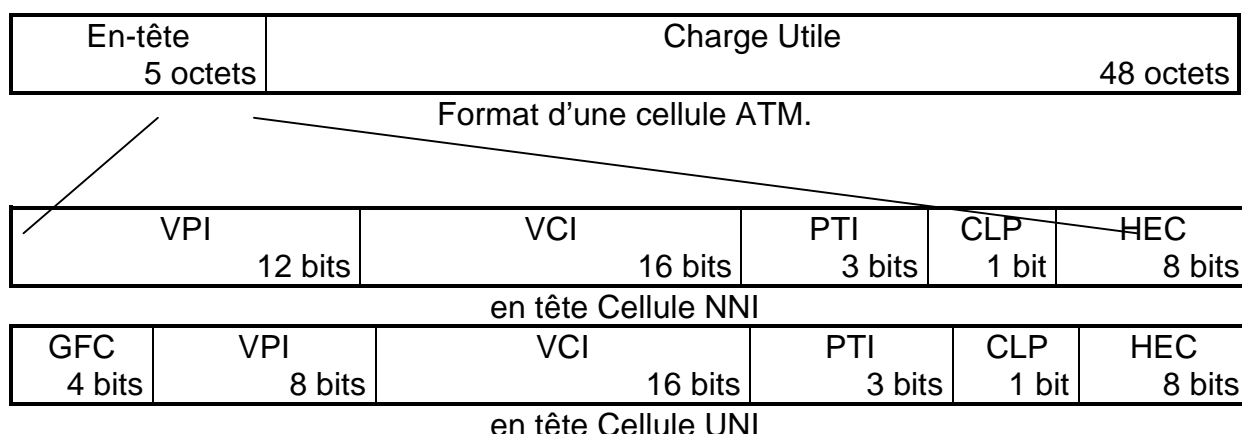 En-tête Charge Utile
5 octets 48 octets
Format d'une cellule ATM.
VPI VCI PTI CLP HEC
12 bits 16 bits 3 bits 1 bit 8 bits
en tête Cellule NNI
GFC VPI VCI PTI CLP HEC
4 bits 8 bits 16 bits 3 bits 1 bit 8 bits
en tête Cellule UNI